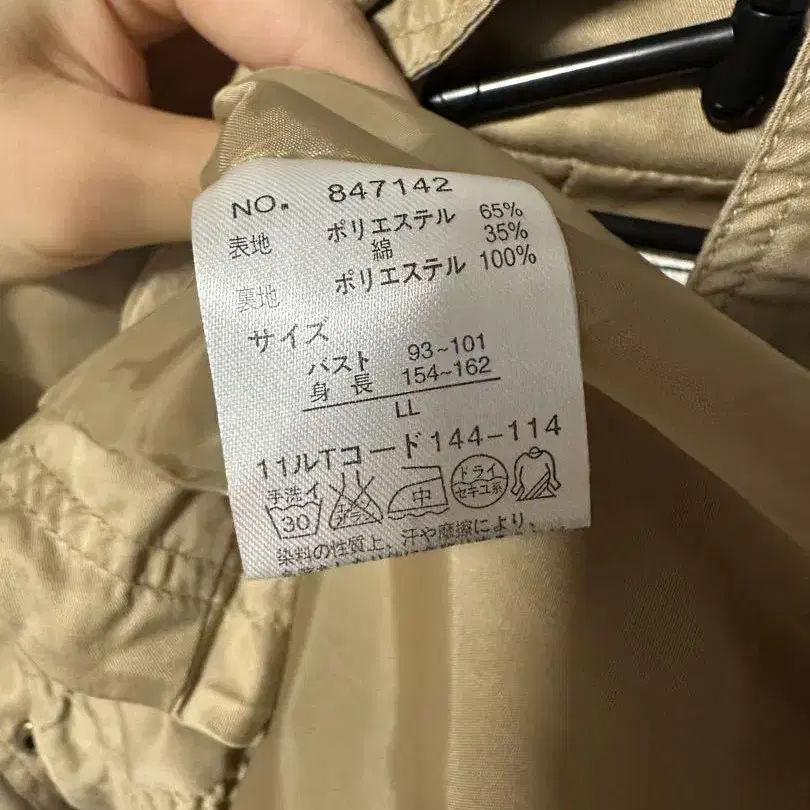 NO. 847142
表地 ポリエステル 65%
綿 35%
裏地 ポリエステル 100%
サイズ
バスト 93~101
身長 154~162
LL
11ルTコード 144-114
手洗イ 30 中 ドライ セキユ系
染料の性質上、汗や摩擦により、